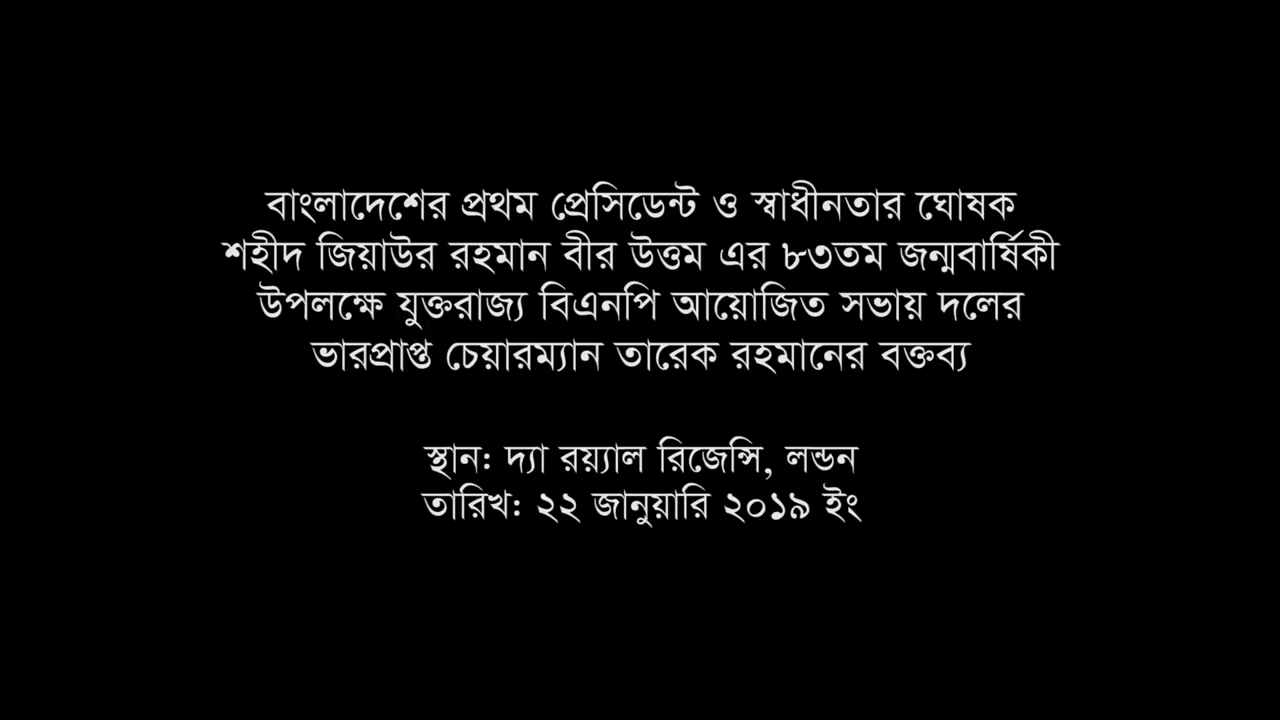 বাংলাদেশের প্রথম প্রেসিডেন্ট ও স্বাধীনতার ঘোষক
শহীদ জিয়াউর রহমান বীর উত্তম এর ৮৩তম জন্মবার্ষিকী
উপলক্ষে যুক্তরাজ্য বিএনপি আয়োজিত সভায় দলের
ভারপ্রাপ্ত চেয়ারম্যান তারেক রহমানের বক্তব্য
স্থান: দ্যা রয়্যাল রিজেন্সি, লন্ডন
তারিখ: ২২ জানুয়ারি ২০১৯ ইং